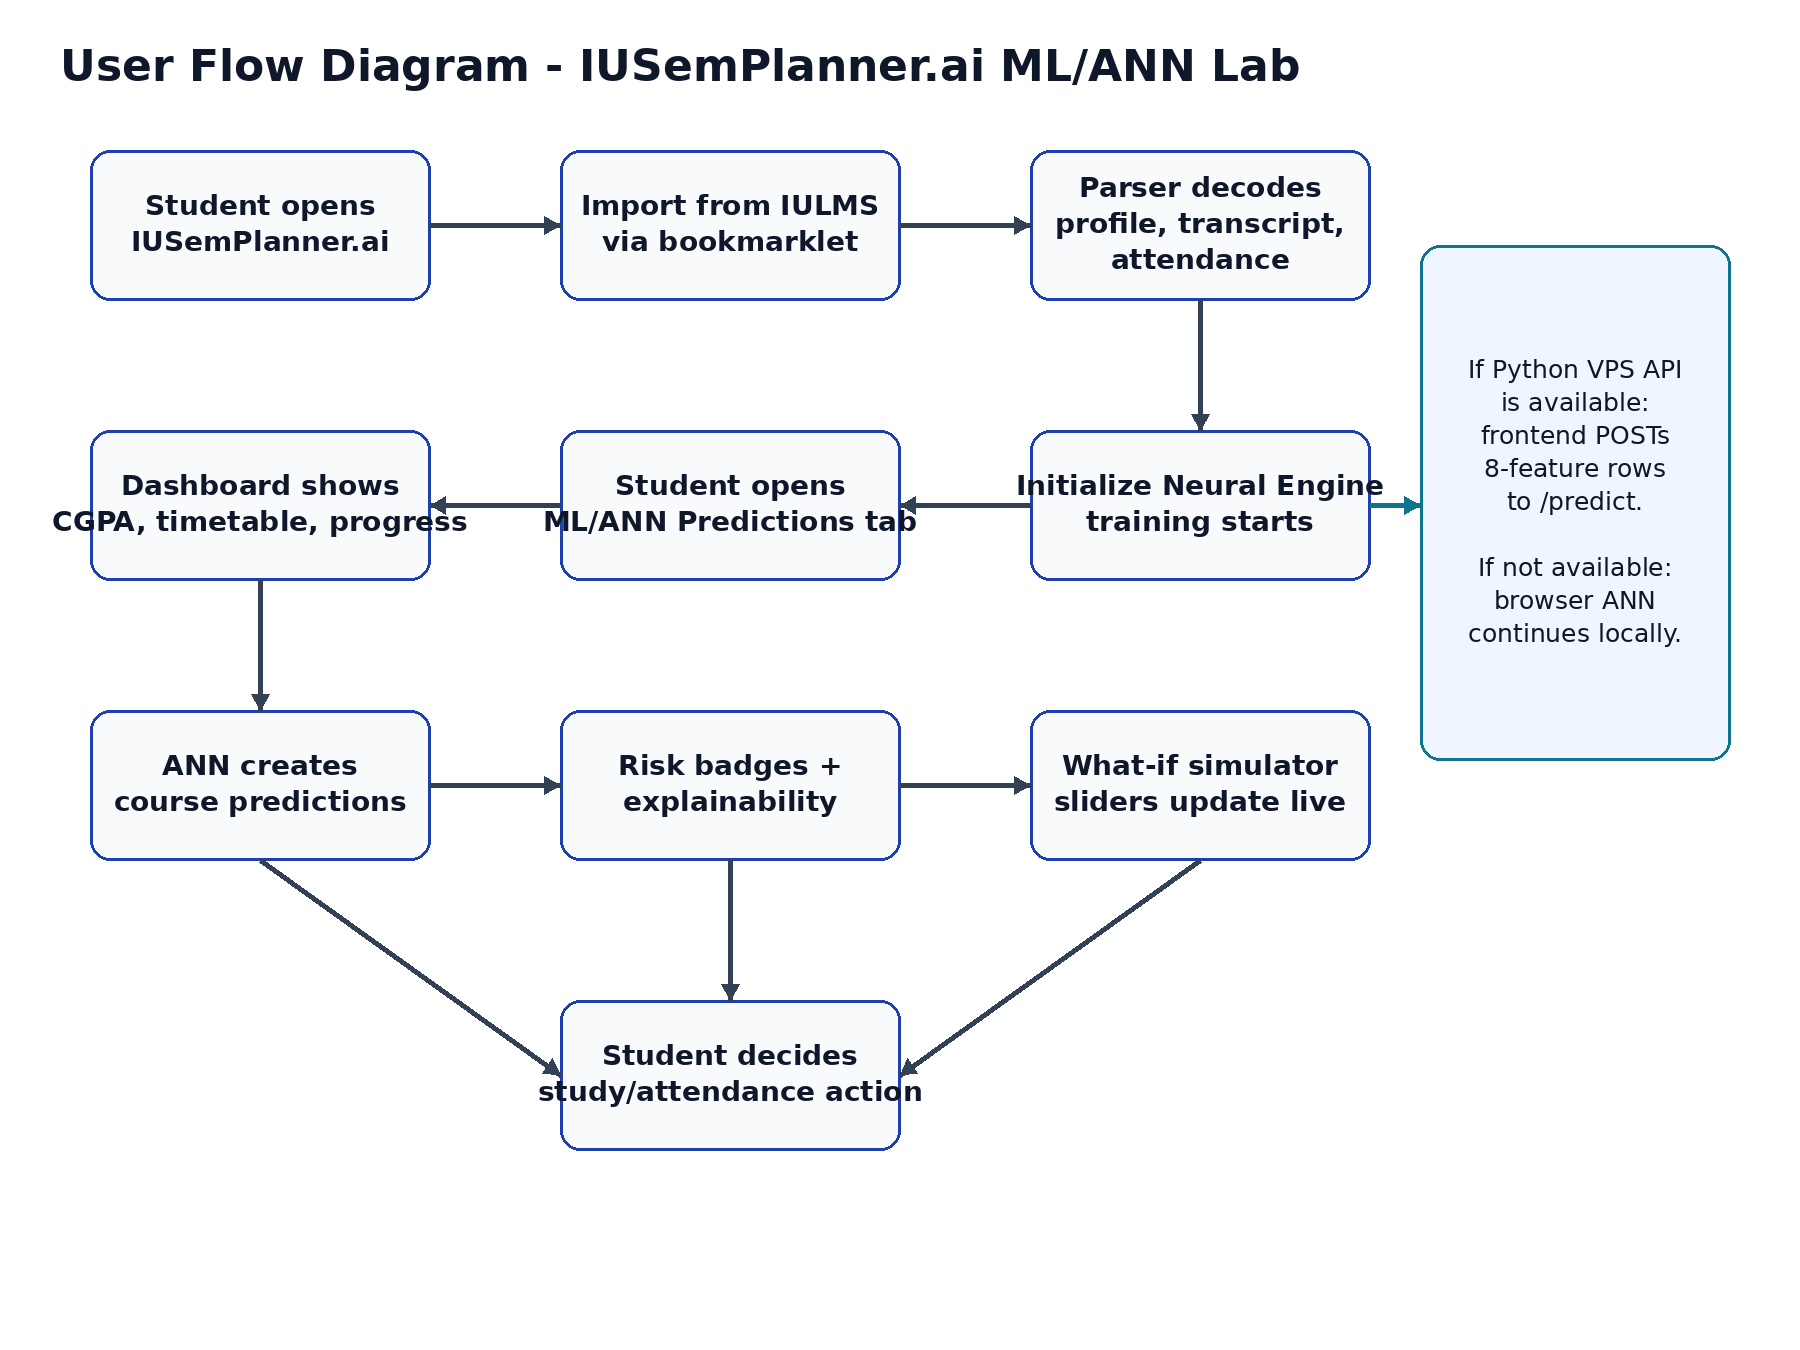 User Flow Diagram - IUSemPlanner.ai ML/ANN Lab
Student opens
IUSemPlanner.ai
Import from IULMS
via bookmarklet
Parser decodes
profile, transcript,
attendance
Dashboard shows
CGPA, timetable, progress
Student opens
ML/ANN Predictions tab
Initialize Neural Engine
training starts
If Python VPS API
is available:
frontend POSTs
8-feature rows
to /predict.
If not available:
browser ANN
continues locally.
ANN creates
course predictions
Risk badges +
explainability
What-if simulator
sliders update live
Student decides
study/attendance action